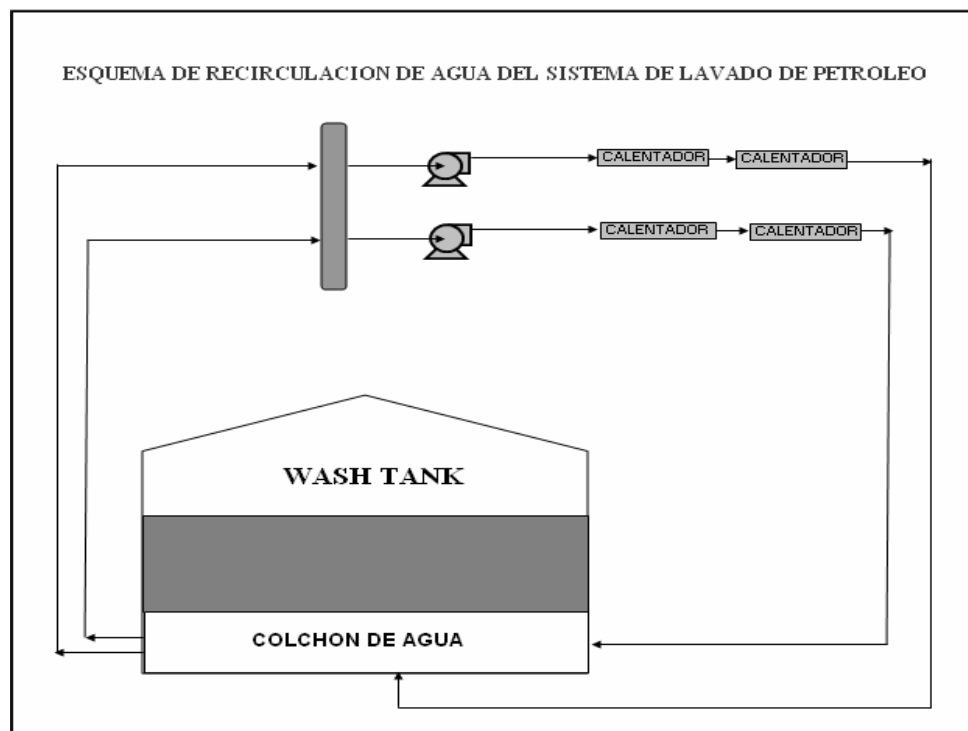 ESQUEMA DE RECIRCULACION DE AGUA DEL SISTEMA DE LAVADO DE PETROLEO
CALENTADOR
CALENTADOR
CALENTADOR
CALENTADOR
WASH TANK
COLCHON DE AGUA